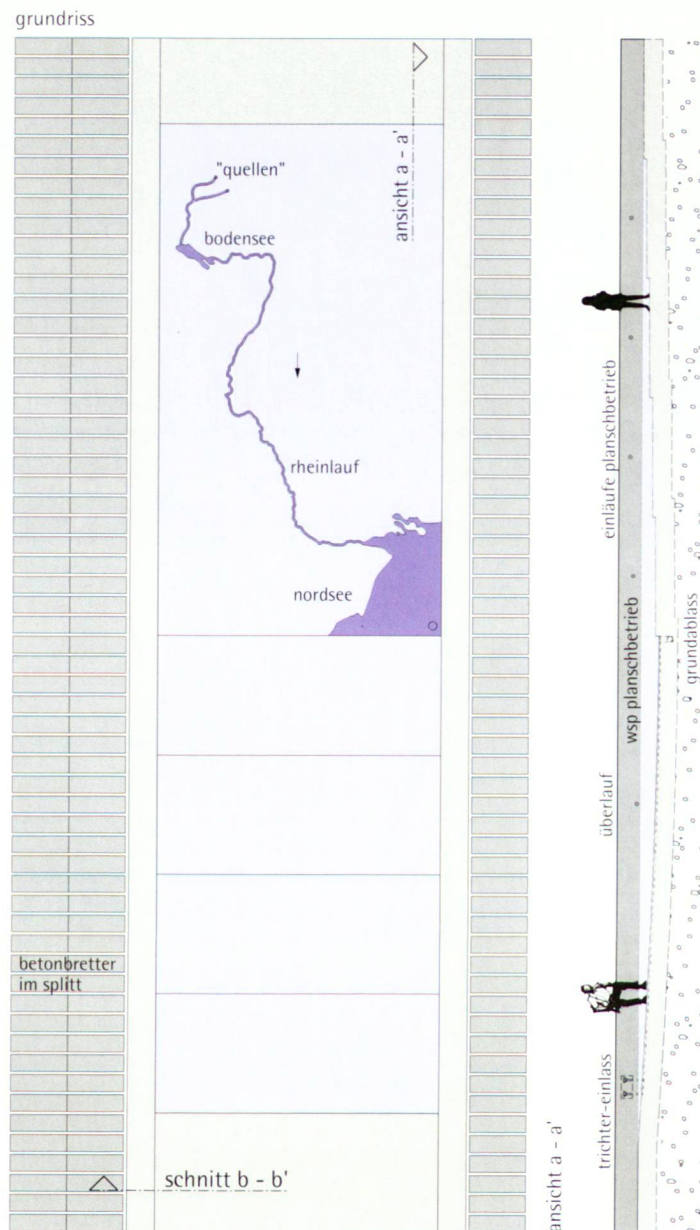 grundriss
ansicht a - a'
"quellen"
bodensee
rheinlauf
nordsee
betonbretter
im splitt
schnitt b - b'
einläufe planschbetrieb
wsp planschbetrieb
grundablass
überlauf
trichter-einlass
ansicht a - a'